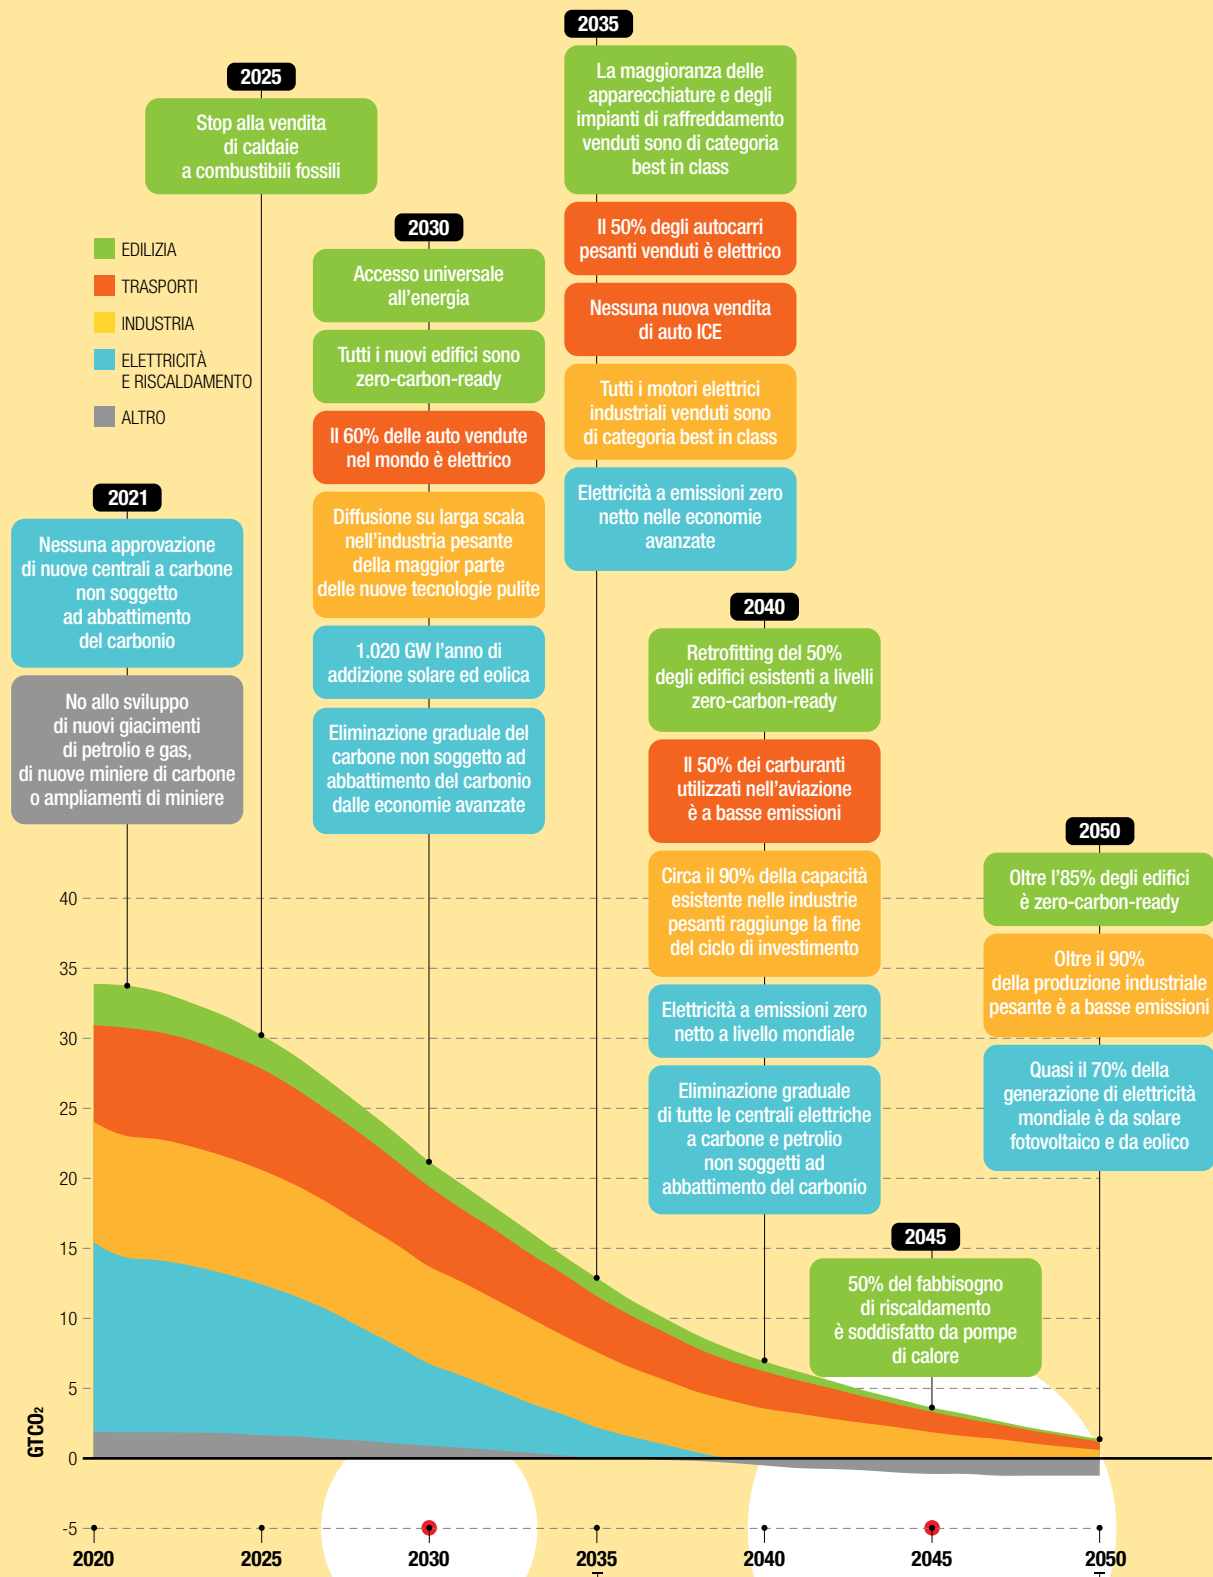 2035
La maggioranza delle
apparecchiature e degli
impianti di raffreddamento
venduti sono di categoria
best in class
Il 50% degli autocarri
pesanti venduti è elettrico
Nessuna nuova vendita
di auto ICE
Tutti i motori elettrici
industriali venduti sono
di categoria best in class
Elettricità a emissioni zero
netto nelle economie
avanzate
2025
Stop alla vendita
di caldaie
a combustibili fossili
EDILIZIA
TRASPORTI
INDUSTRIA
ELETTRICITÀ
E RISCALDAMENTO
ALTRO
2030
Accesso universale
all’energia
Tutti i nuovi edifici sono
zero-carbon-ready
Il 60% delle auto vendute
nel mondo è elettrico
Diffusione su larga scala
nell’industria pesante
della maggior parte
delle nuove tecnologie pulite
1.020 GW l’anno di
addizione solare ed eolica
Eliminazione graduale del
carbone non soggetto ad
abbattimento del carbonio
dalle economie avanzate
2021
Nessuna approvazione
di nuove centrali a carbone
non soggetto
ad abbattimento
del carbonio
No allo sviluppo
di nuovi giacimenti
di petrolio e gas,
di nuove miniere di carbone
o ampliamenti di miniere
2040
Retrofitting del 50%
degli edifici esistenti a livelli
zero-carbon-ready
Il 50% dei carburanti
utilizzati nell’aviazione
è a basse emissioni
Circa il 90% della capacità
esistente nelle industrie
pesanti raggiunge la fine
del ciclo di investimento
Elettricità a emissioni zero
netto a livello mondiale
Eliminazione graduale
di tutte le centrali elettriche
a carbone e petrolio
non soggetti ad
abbattimento del carbonio
2050
Oltre l’85% degli edifici
è zero-carbon-ready
Oltre il 90%
della produzione industriale
pesante è a basse emissioni
Quasi il 70% della
generazione di elettricità
mondiale è da solare
fotovoltaico e da eolico
2045
50% del fabbisogno
di riscaldamento
è soddisfatto da pompe
di calore
40
35
30
25
20
15
10
5
0
-5
GTCO₂
2020
2025
2030
2035
2040
2045
2050